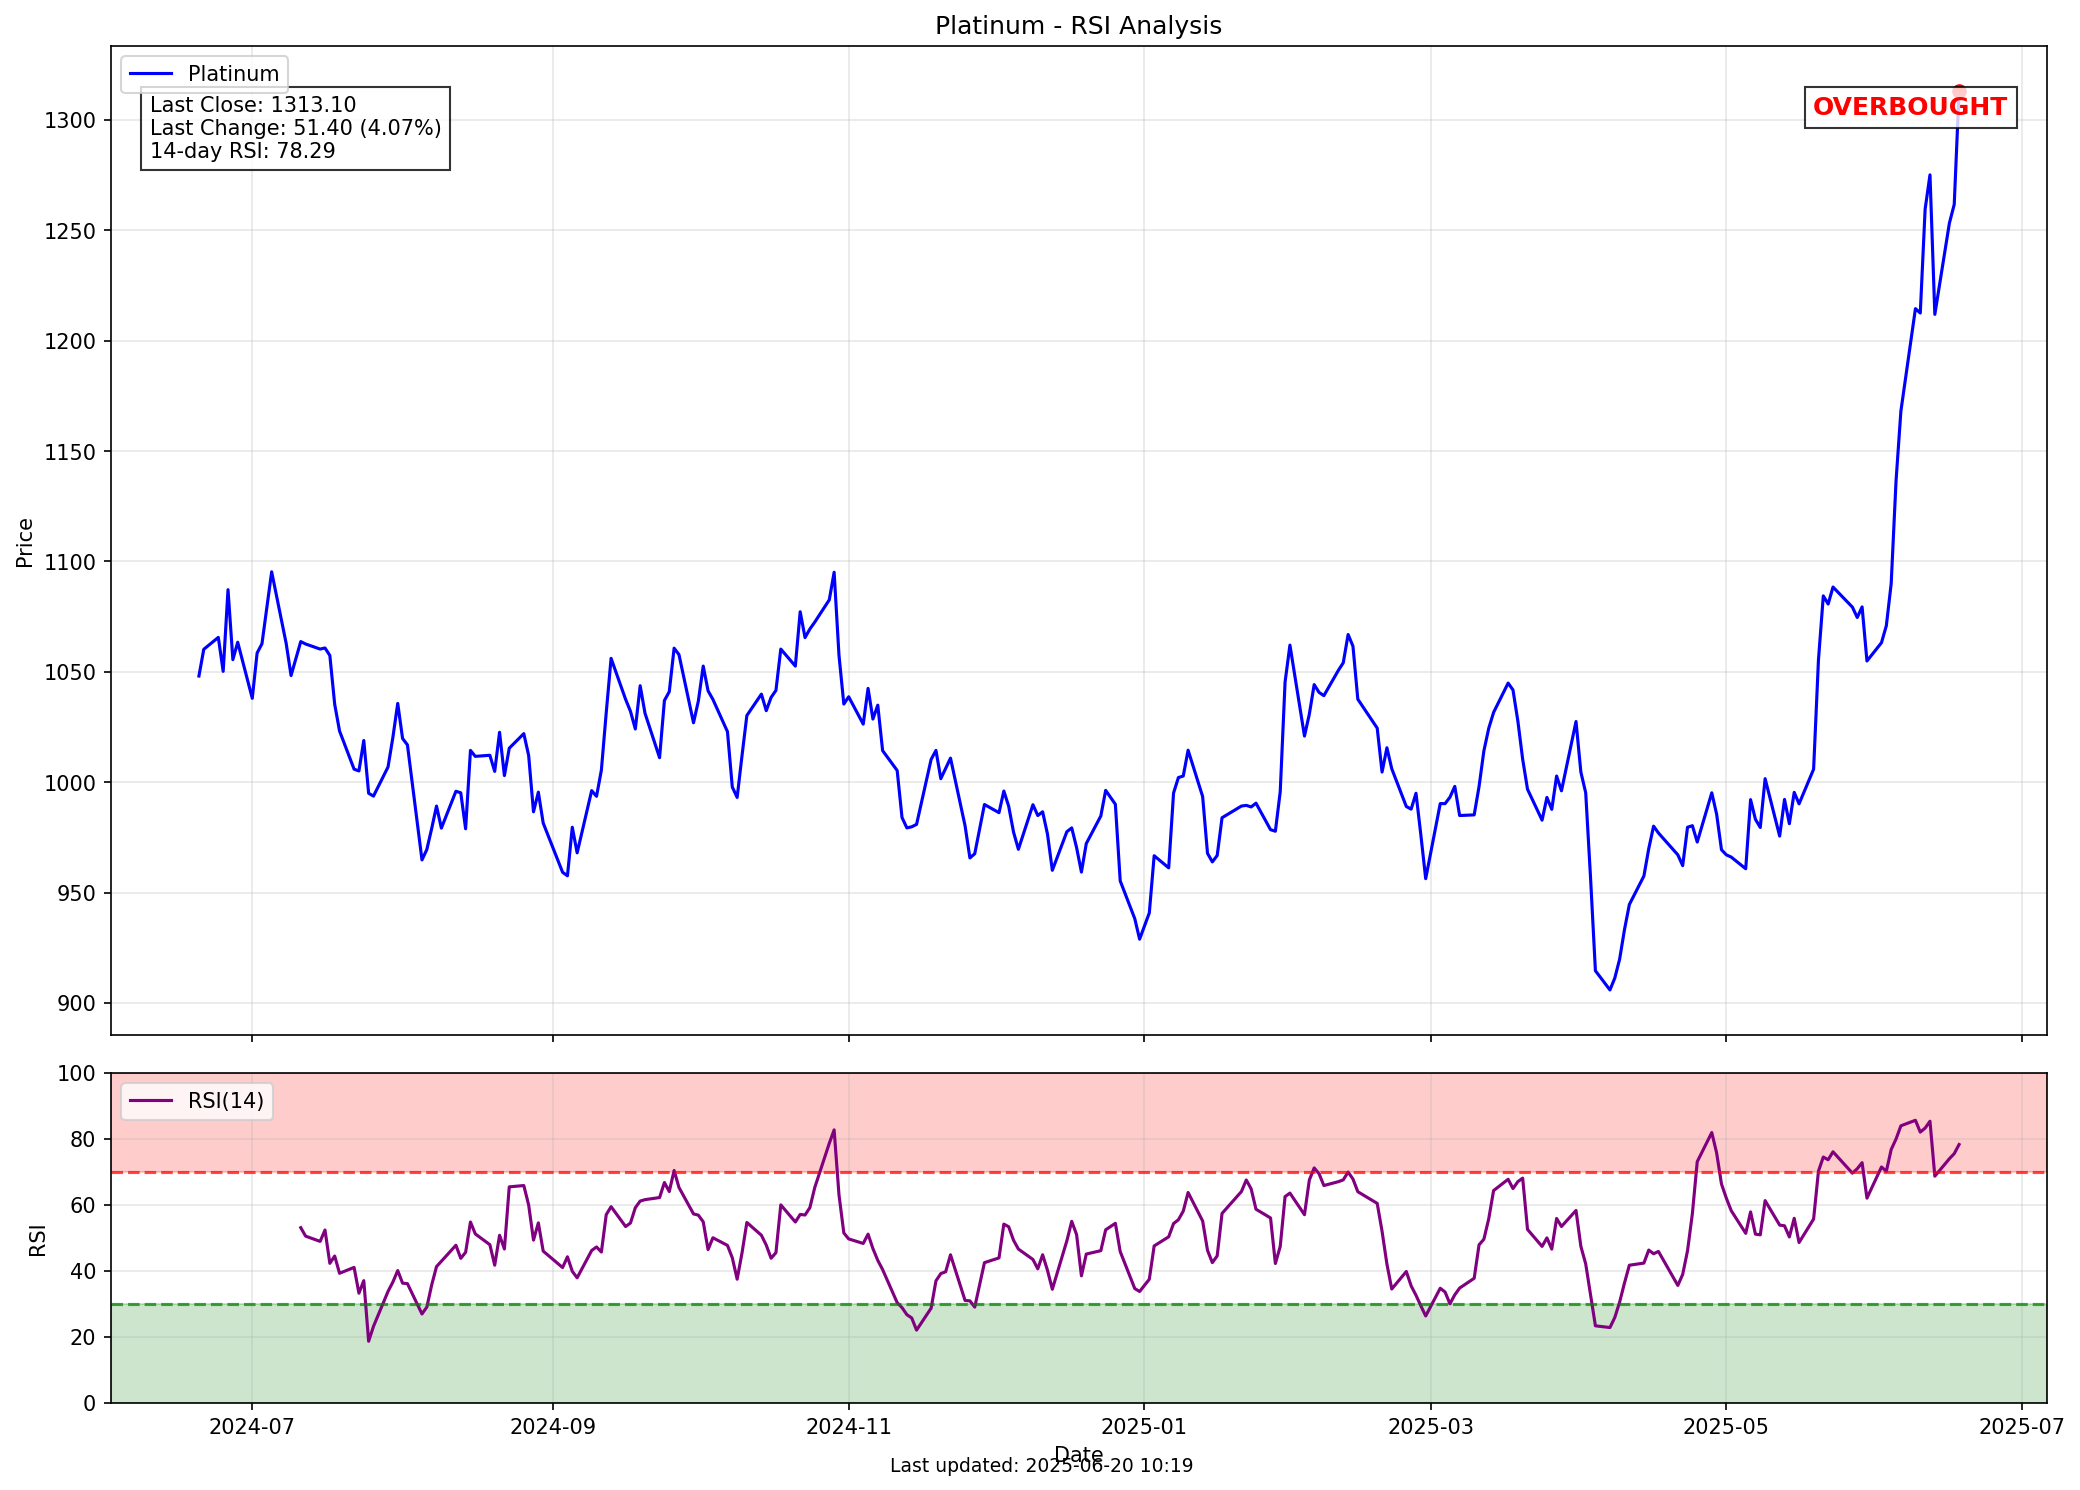 Platinum - RSI Analysis
Platinum
Last Close: 1313.10
Last Change: 51.40 (4.07%)
14-day RSI: 78.29
OVERBOUGHT
Price
1300
1250
1200
1150
1100
1050
1000
950
900
RSI(14)
RSI
100
80
60
40
20
0
2024-07
2024-09
2024-11
2025-01
2025-03
2025-05
2025-07
Date
Last updated: 2025-06-20 10:19